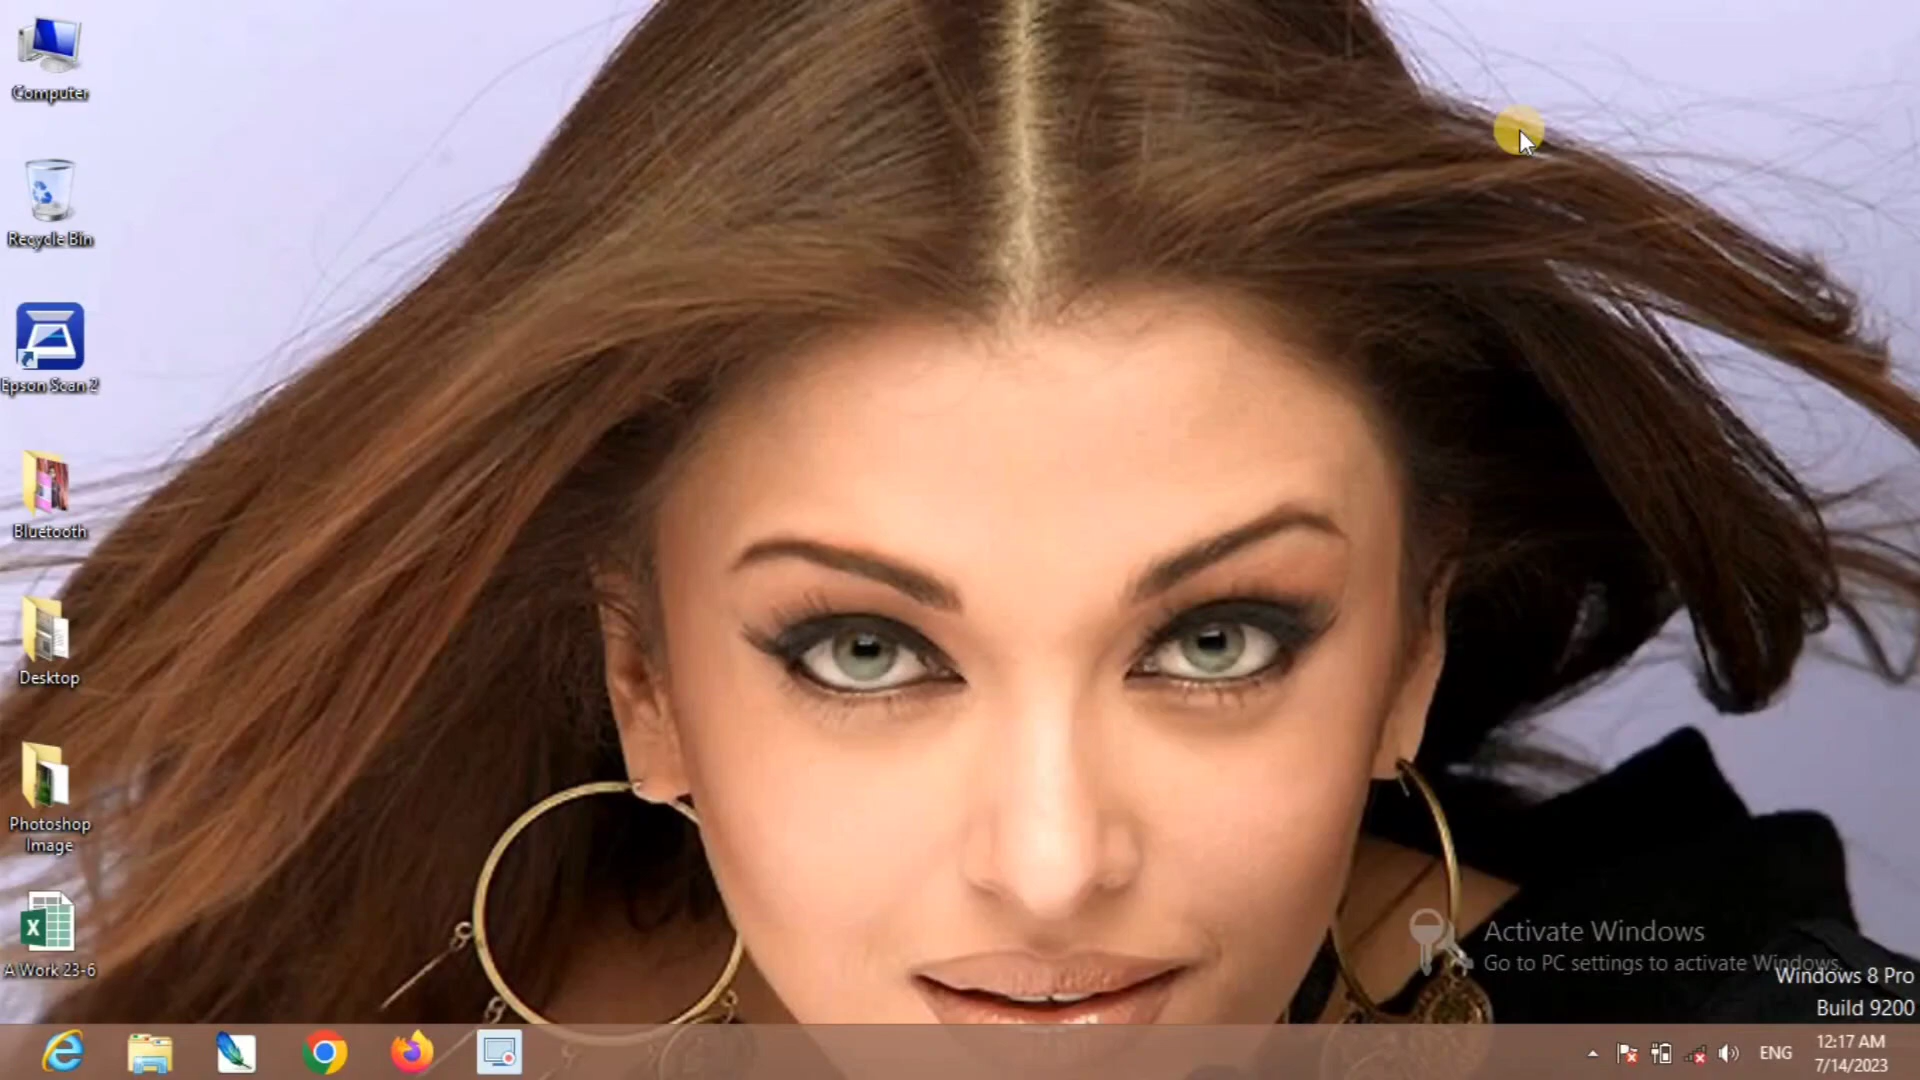 Computer
Recycle Bin
Epson Scan 2
Bluetooth
Desktop
Photoshop
Image
A Work 23-6
Activate Windows
Go to PC settings to activate Windows.
Windows 8 Pro
Build 9200
ENG
12:17 AM
7/14/2023